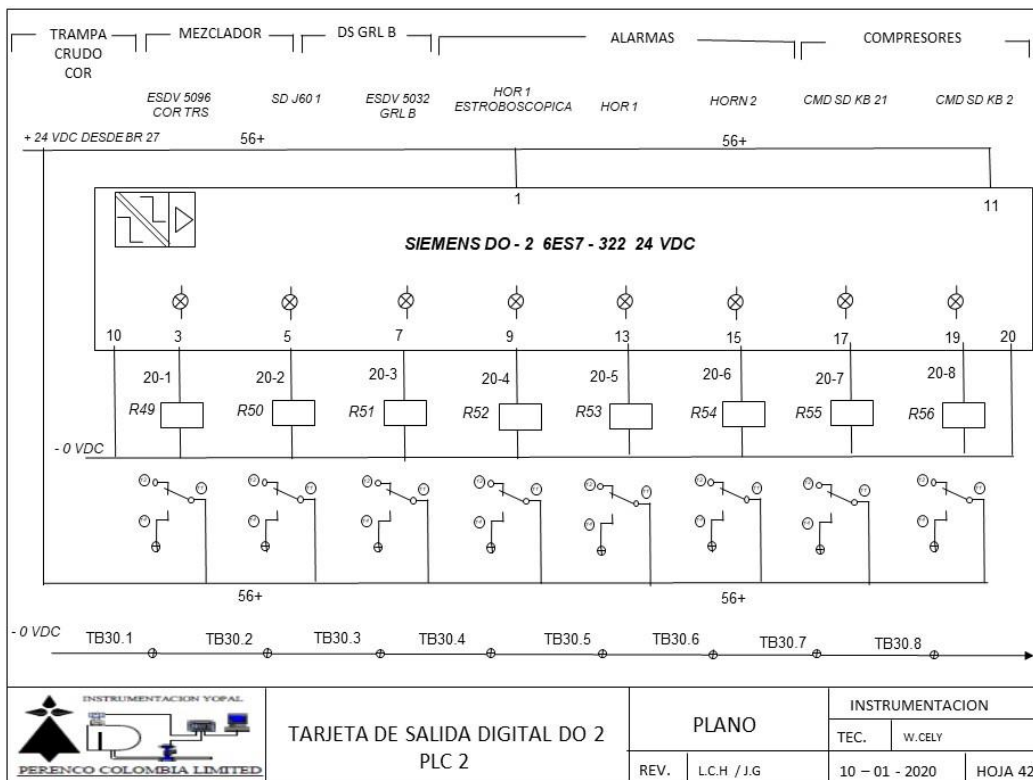 TRAMPA
CRUDO
COR
MEZCLADOR
DS GRL B
ALARMAS
COMPRESORES
ESDV 5096
COR TRS
SD J60 1
ESDV 5032
GRL B
HOR 1
ESTROBOSCOPICA
HOR 1
HORN 2
CMD SD KB 21
CMD SD KB 2
+ 24 VDC DESDE BR 27
56+
56+
1
11
SIEMENS DO - 2 6ES7 - 322 24 VDC
10
3
5
7
9
13
15
17
19
20
20-1
20-2
20-3
20-4
20-5
20-6
20-7
20-8
R49
R50
R51
R52
R53
R54
R55
R56
- 0 VDC
56+
56+
- 0 VDC
TB30.1
TB30.2
TB30.3
TB30.4
TB30.5
TB30.6
TB30.7
TB30.8
INSTRUMENTACION YOPAL
PERENCO COLOMBIA LIMITED
TARJETA DE SALIDA DIGITAL DO 2
PLC 2
PLANO
REV.
L.C.H / J.G
INSTRUMENTACION
TEC.
W.CELY
10 – 01 - 2020
HOJA 42